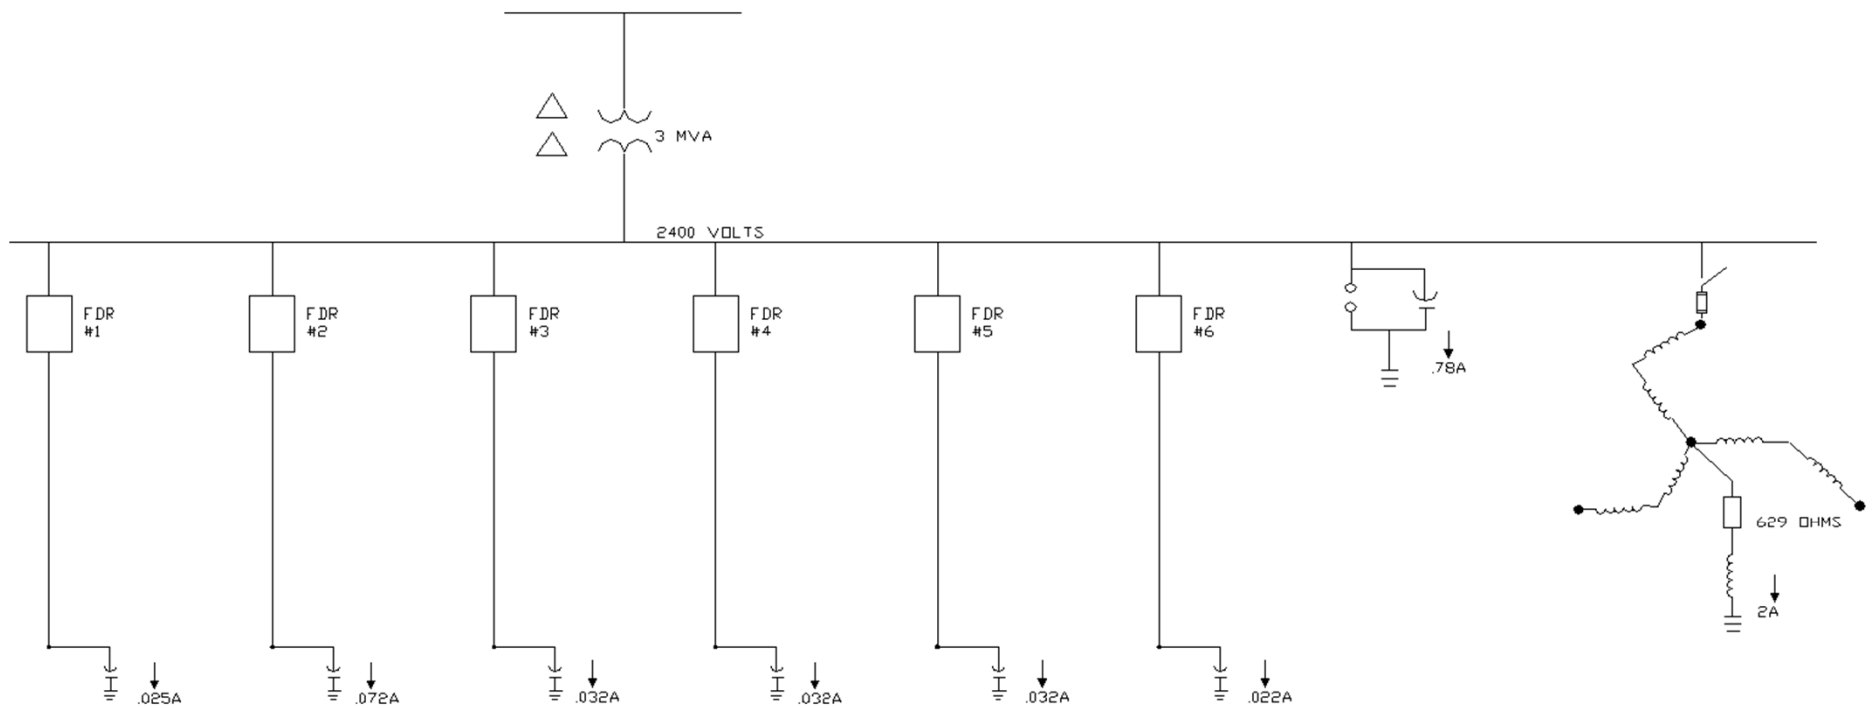 3 MVA
2400 VOLTS
FDR
#1
FDR
#2
FDR
#3
FDR
#4
FDR
#5
FDR
#6
.78A
629 OHMS
2A
.025A
.072A
.032A
.032A
.032A
.022A